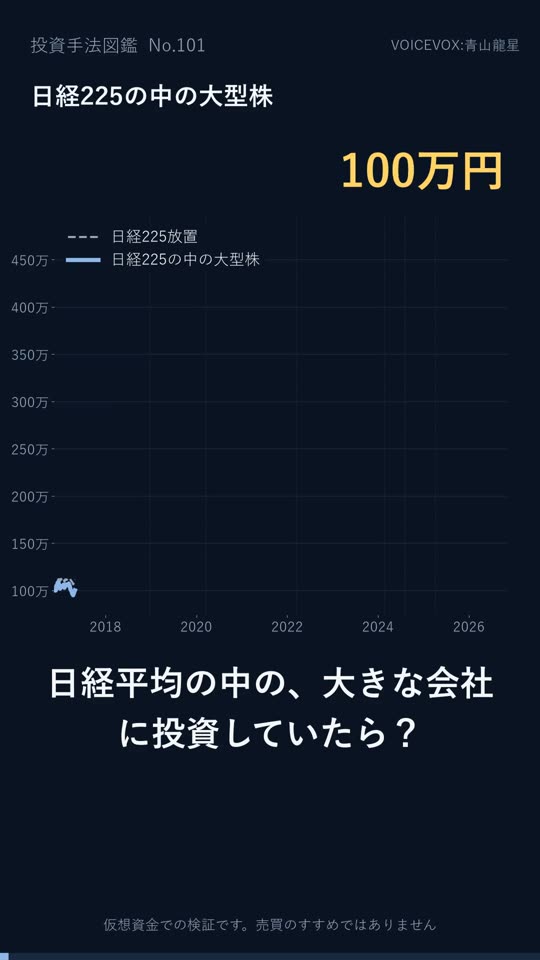 投資手法図鑑 No.101
VOICEVOX:青山龍星
日経225の中の大型株
100万円
日経225放置
日経225の中の大型株
450万
400万
350万
300万
250万
200万
150万
100万
2018 2020 2022 2024 2026
日経平均の中の、大きな会社
に投資していたら？
仮想資金での検証です。売買のすすめではありません